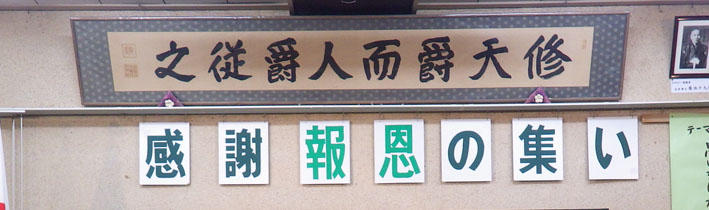 修天爵而人爵従之
感謝報恩の集い
テーマ